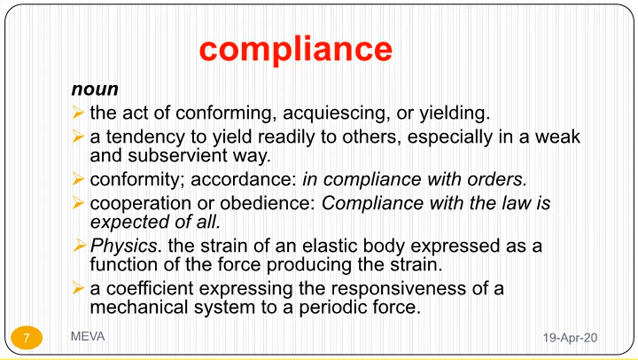 compliance
noun
➢ the act of conforming, acquiescing, or yielding.
➢ a tendency to yield readily to others, especially in a weak
and subservient way.
➢ conformity; accordance: in compliance with orders.
➢ cooperation or obedience: Compliance with the law is
expected of all.
➢ Physics. the strain of an elastic body expressed as a
function of the force producing the strain.
➢ a coefficient expressing the responsiveness of a
mechanical system to a periodic force.
7 MEVA 19-Apr-20